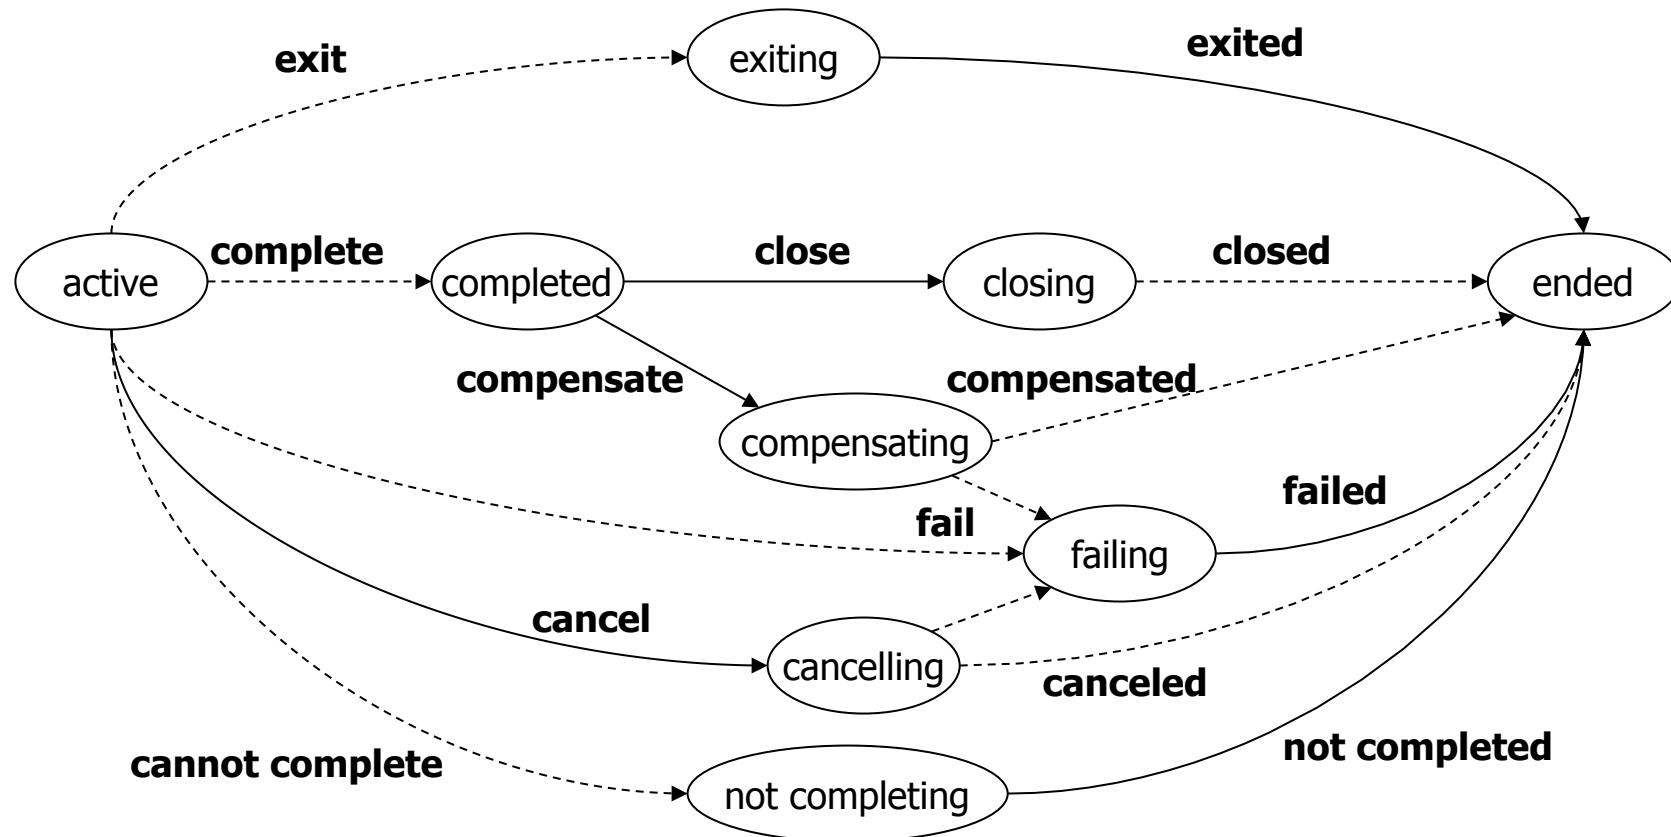 exit
exiting
exited
active
complete
completed
close
closing
closed
ended
compensate
compensating
compensated
fail
failing
failed
cancel
cancelling
canceled
cannot complete
not completing
not completed